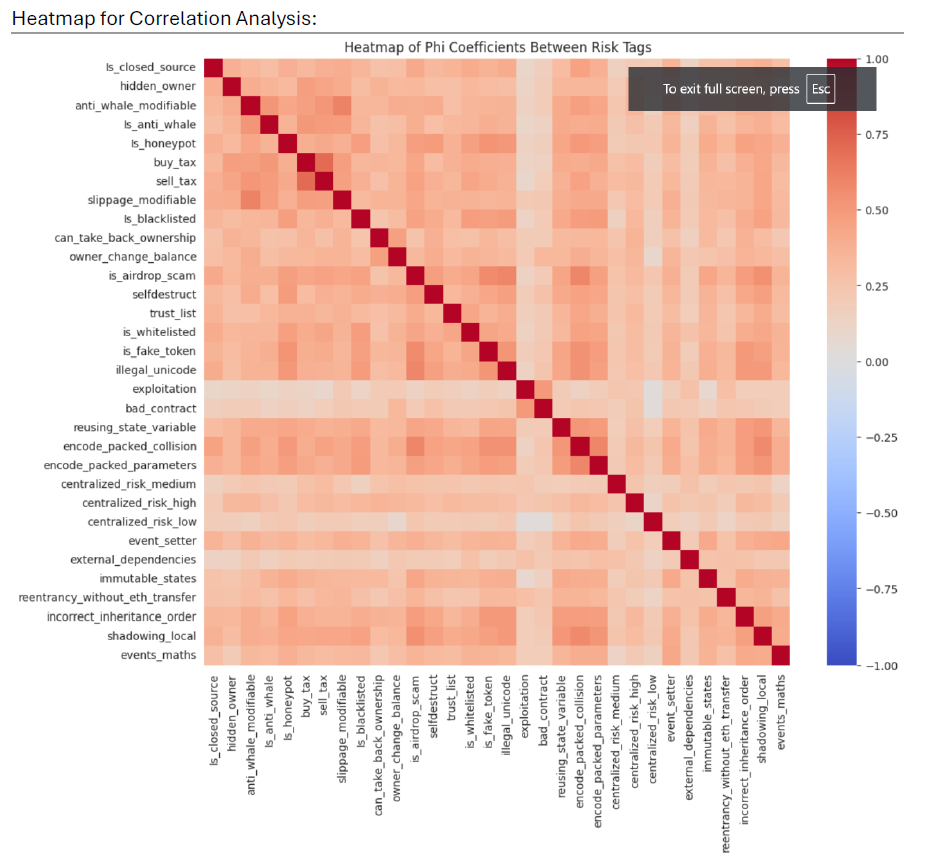 Heatmap for Correlation Analysis:
Heatmap of Phi Coefficients Between Risk Tags
To exit full screen, press Esc
Is_closed_source
hidden_owner
anti_whale_modifiable
Is_anti_whale
Is_honeypot
buy_tax
sell_tax
slippage_modifiable
Is_blacklisted
can_take_back_ownership
owner_change_balance
is_airdrop_scam
selfdestruct
trust_list
is_whitelisted
is_fake_token
illegal_unicode
exploitation
bad_contract
reusing_state_variable
encode_packed_collision
encode_packed_parameters
centralized_risk_medium
centralized_risk_high
centralized_risk_low
event_setter
external_dependencies
immutable_states
reentrancy_without_eth_transfer
incorrect_inheritance_order
shadowing_local
events_maths
1.00
0.75
0.50
0.25
0.00
−0.25
−0.50
−0.75
−1.00
Is_closed_source
hidden_owner
anti_whale_modifiable
Is_anti_whale
Is_honeypot
buy_tax
sell_tax
slippage_modifiable
Is_blacklisted
can_take_back_ownership
owner_change_balance
is_airdrop_scam
selfdestruct
trust_list
is_whitelisted
is_fake_token
illegal_unicode
exploitation
bad_contract
reusing_state_variable
encode_packed_collision
encode_packed_parameters
centralized_risk_medium
centralized_risk_high
centralized_risk_low
event_setter
external_dependencies
immutable_states
reentrancy_without_eth_transfer
incorrect_inheritance_order
shadowing_local
events_maths